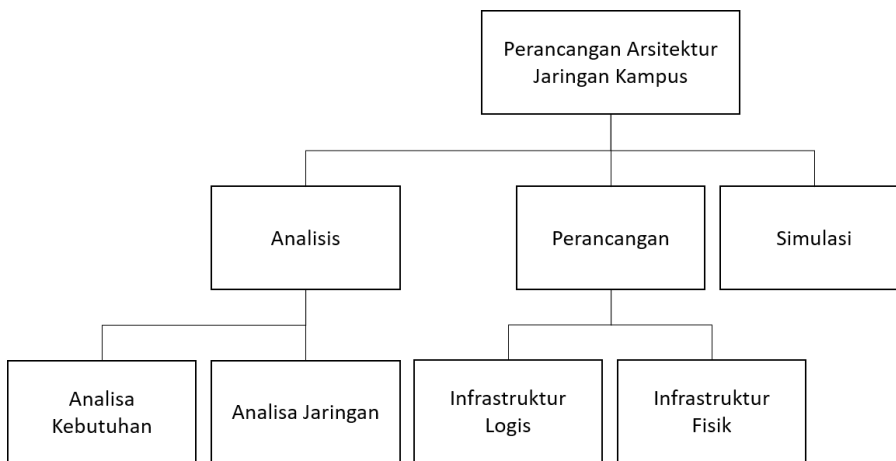 Perancangan Arsitektur
Jaringan Kampus
Analisis
Perancangan
Simulasi
Analisa
Kebutuhan
Analisa Jaringan
Infrastruktur
Logis
Infrastruktur
Fisik